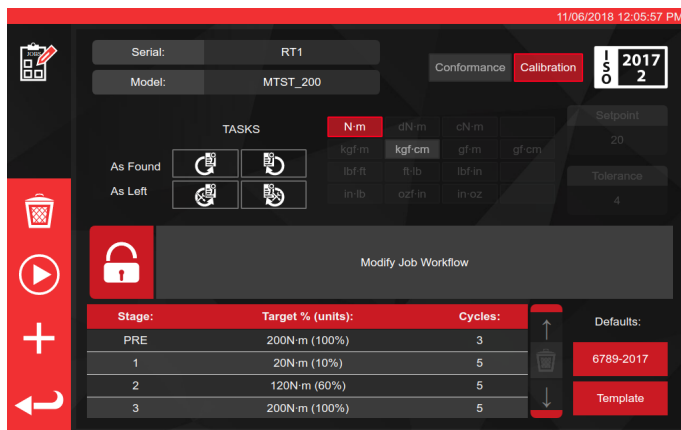 11/06/2018 12:05:57 PM
JOBS
Serial: RT1
Model: MTST_200
Conformance Calibration
ISO 2017 2
TASKS
As Found
As Left
N·m dN·m cN·m
kgf·m kgf·cm gf·m gf·cm
lbf·ft ft·lb lbf·in
in·lb ozf·in in·oz
Setpoint
20
Tolerance
4
Modify Job Workflow
Stage: Target % (units): Cycles:
PRE 200N·m (100%) 3
1 20N·m (10%) 5
2 120N·m (60%) 5
3 200N·m (100%) 5
Defaults:
6789-2017
Template